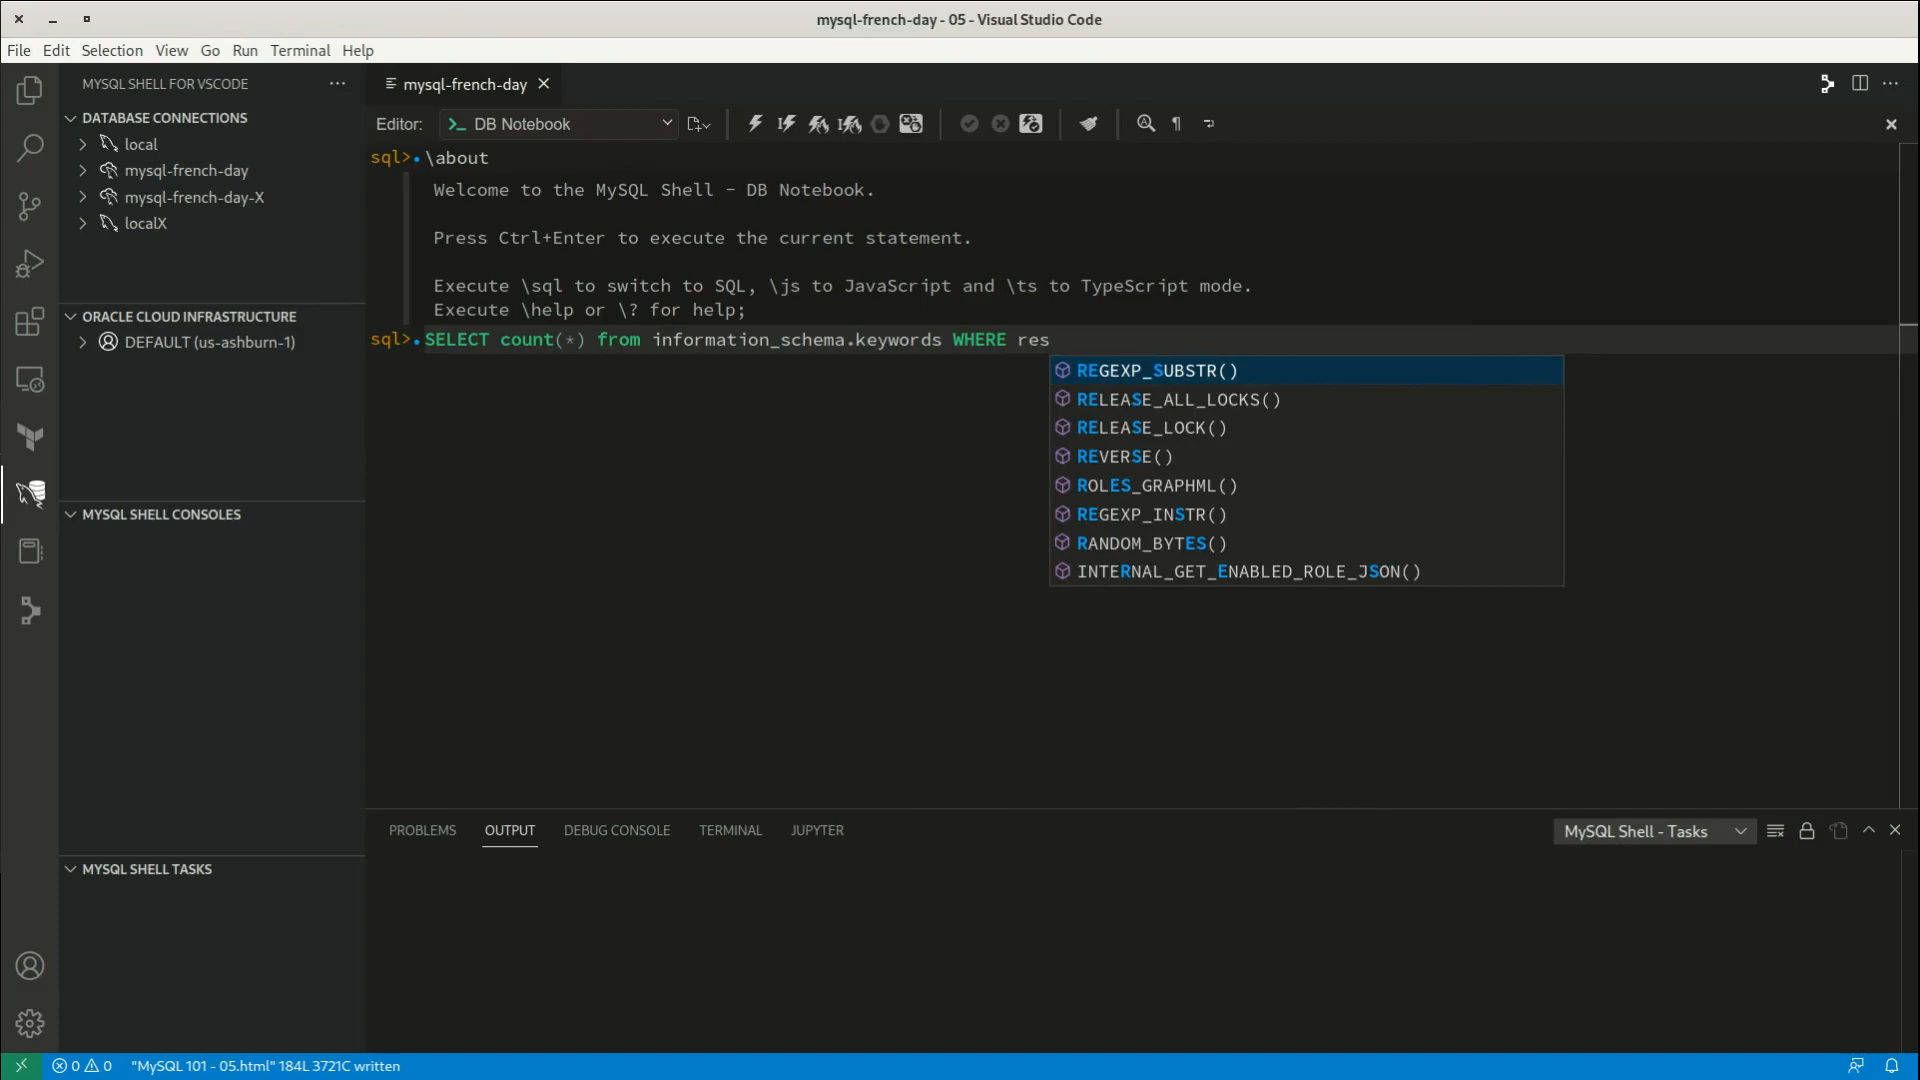 mysql-french-day - 05 - Visual Studio Code
File Edit Selection View Go Run Terminal Help
MYSQL SHELL FOR VSCODE
DATABASE CONNECTIONS
local
mysql-french-day
mysql-french-day-X
localX
ORACLE CLOUD INFRASTRUCTURE
DEFAULT (us-ashburn-1)
MYSQL SHELL CONSOLES
MYSQL SHELL TASKS
mysql-french-day
Editor: DB Notebook
sql> \about
Welcome to the MySQL Shell - DB Notebook.
Press Ctrl+Enter to execute the current statement.
Execute \sql to switch to SQL, \js to JavaScript and \ts to TypeScript mode.
Execute \help or \? for help;
sql> SELECT count(*) from information_schema.keywords WHERE res
REGEXP_SUBSTR()
RELEASE_ALL_LOCKS()
RELEASE_LOCK()
REVERSE()
ROLES_GRAPHML()
REGEXP_INSTR()
RANDOM_BYTES()
INTERNAL_GET_ENABLED_ROLE_JSON()
PROBLEMS OUTPUT DEBUG CONSOLE TERMINAL JUPYTER
MySQL Shell - Tasks
0 0 "MySQL 101 - 05.html" 184L 3721C written